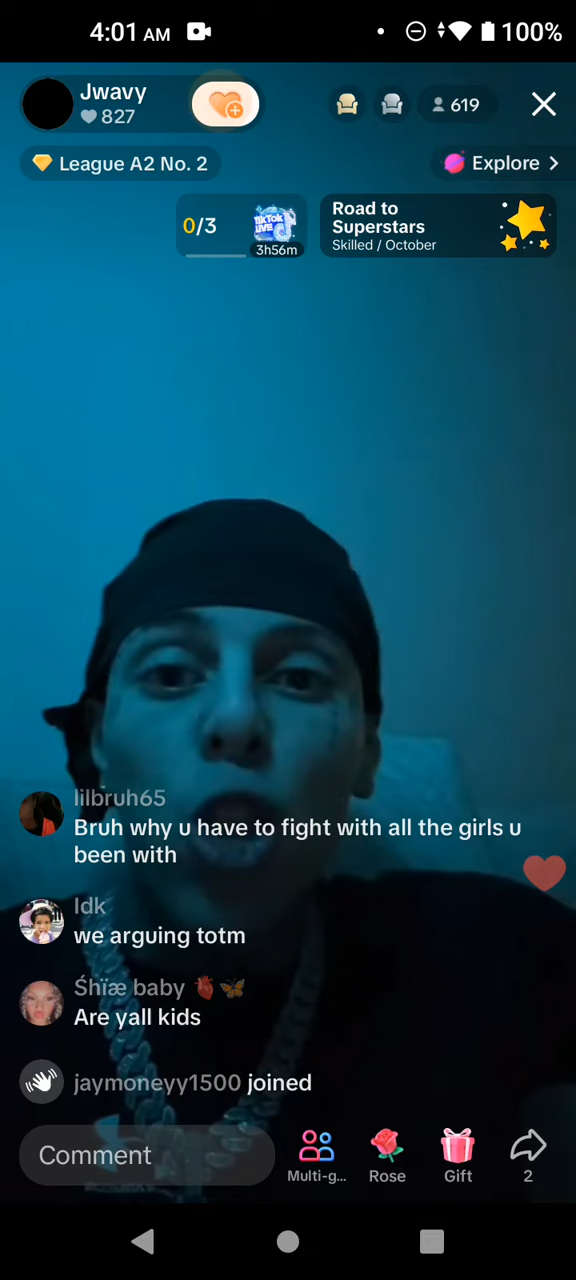 4:01 AM
100%
Jwavy
827
619
League A2 No. 2
Explore >
0/3
TikTok
LIVE
3h56m
Road to
Superstars
Skilled / October
lilbruh65
Bruh why u have to fight with all the girls u
been with
Idk
we arguing totm
Śhïæ baby 🫀🦋
Are yall kids
jaymoneyy1500 joined
Comment
Multi-g...
Rose
Gift
2